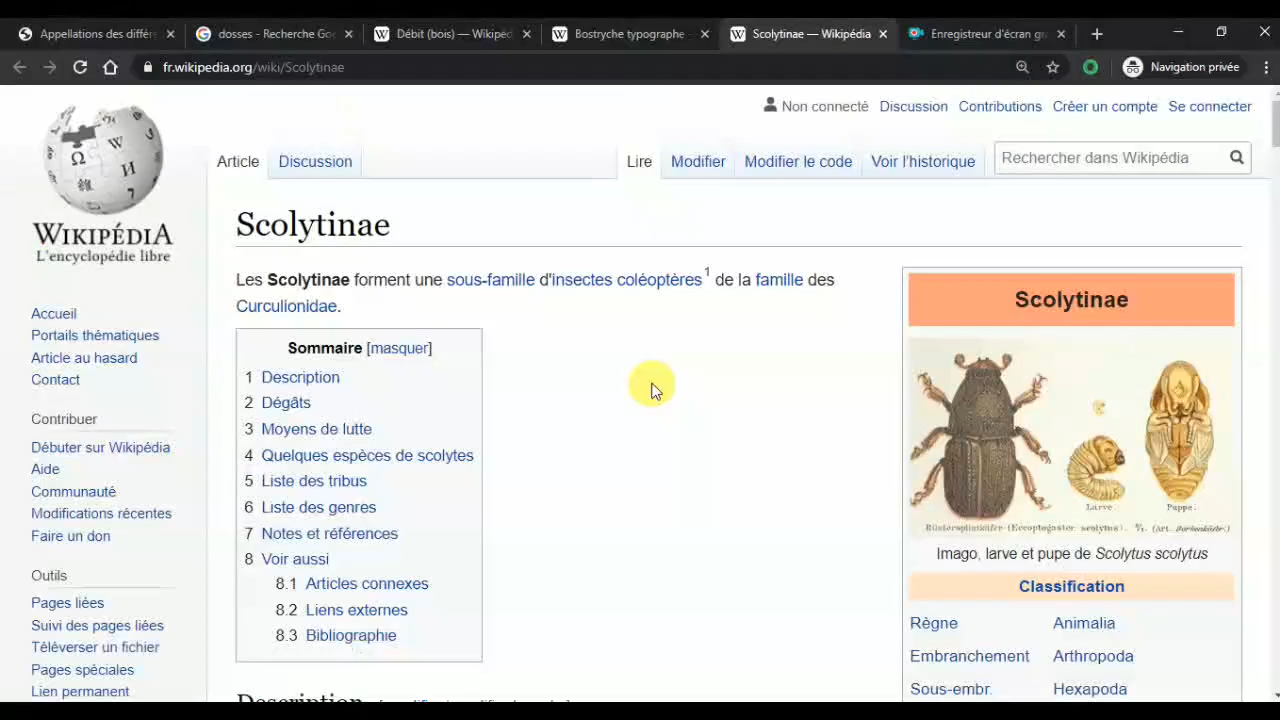 Appellations des différ
dosses - Recherche Go
Débit (bois) — Wikipé
Bostryche typographe
Scolytinae — Wikipédia
Enregistreur d'écran gr
fr.wikipedia.org/wiki/Scolytinae
Navigation privée
Non connecté Discussion Contributions Créer un compte Se connecter
Article Discussion Lire Modifier Modifier le code Voir l'historique Rechercher dans Wikipédia
WIKIPÉDIA
L'encyclopédie libre
Accueil
Portails thématiques
Article au hasard
Contact
Contribuer
Débuter sur Wikipédia
Aide
Communauté
Modifications récentes
Faire un don
Outils
Pages liées
Suivi des pages liées
Téléverser un fichier
Pages spéciales
Lien permanent
Scolytinae
Les Scolytinae forment une sous-famille d'insectes coléoptères1 de la famille des
Curculionidae.
Sommaire [masquer]
1 Description
2 Dégâts
3 Moyens de lutte
4 Quelques espèces de scolytes
5 Liste des tribus
6 Liste des genres
7 Notes et références
8 Voir aussi
8.1 Articles connexes
8.2 Liens externes
8.3 Bibliographie
Description
Scolytinae
Larve. Puppe.
Imago, larve et pupe de Scolytus scolytus
Classification
Règne Animalia
Embranchement Arthropoda
Sous-embr. Hexapoda